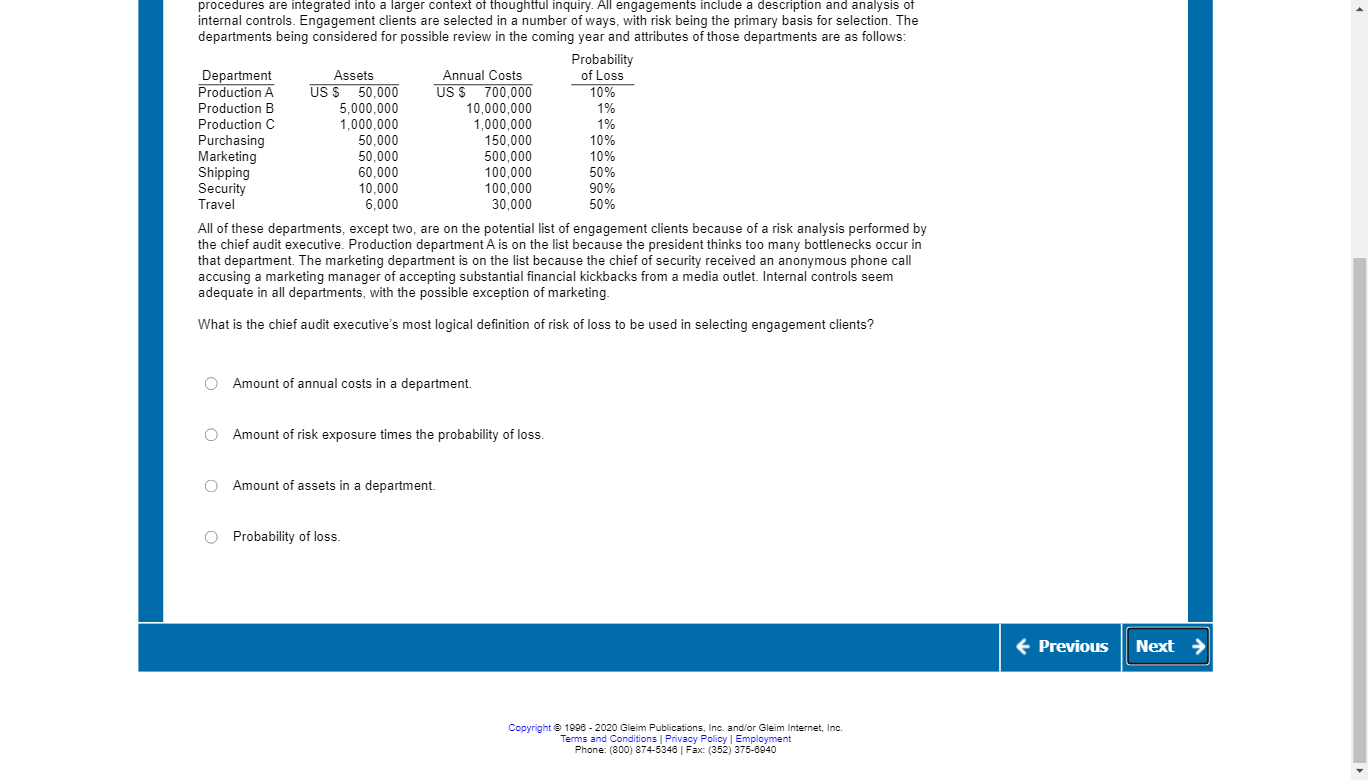 procedures are integrated into a larger context of thoughtful inquiry. All engagements include a description and analysis of
internal controls. Engagement clients are selected in a number of ways, with risk being the primary basis for selection. The
departments being considered for possible review in the coming year and attributes of those departments are as follows:
Probability
Department Assets Annual Costs of Loss
Production A US $ 50,000 US $ 700,000 10%
Production B 5,000,000 10,000,000 1%
Production C 1,000,000 1,000,000 1%
Purchasing 50,000 150,000 10%
Marketing 50,000 500,000 10%
Shipping 60,000 100,000 50%
Security 10,000 100,000 90%
Travel 6,000 30,000 50%
All of these departments, except two, are on the potential list of engagement clients because of a risk analysis performed by
the chief audit executive. Production department A is on the list because the president thinks too many bottlenecks occur in
that department. The marketing department is on the list because the chief of security received an anonymous phone call
accusing a marketing manager of accepting substantial financial kickbacks from a media outlet. Internal controls seem
adequate in all departments, with the possible exception of marketing.
What is the chief audit executive's most logical definition of risk of loss to be used in selecting engagement clients?
Amount of annual costs in a department.
Amount of risk exposure times the probability of loss.
Amount of assets in a department.
Probability of loss.
Previous Next
Copyright © 1996 - 2020 Gleim Publications, Inc. and/or Gleim Internet, Inc.
Terms and Conditions | Privacy Policy | Employment
Phone: (800) 874-5346 | Fax: (352) 375-6940